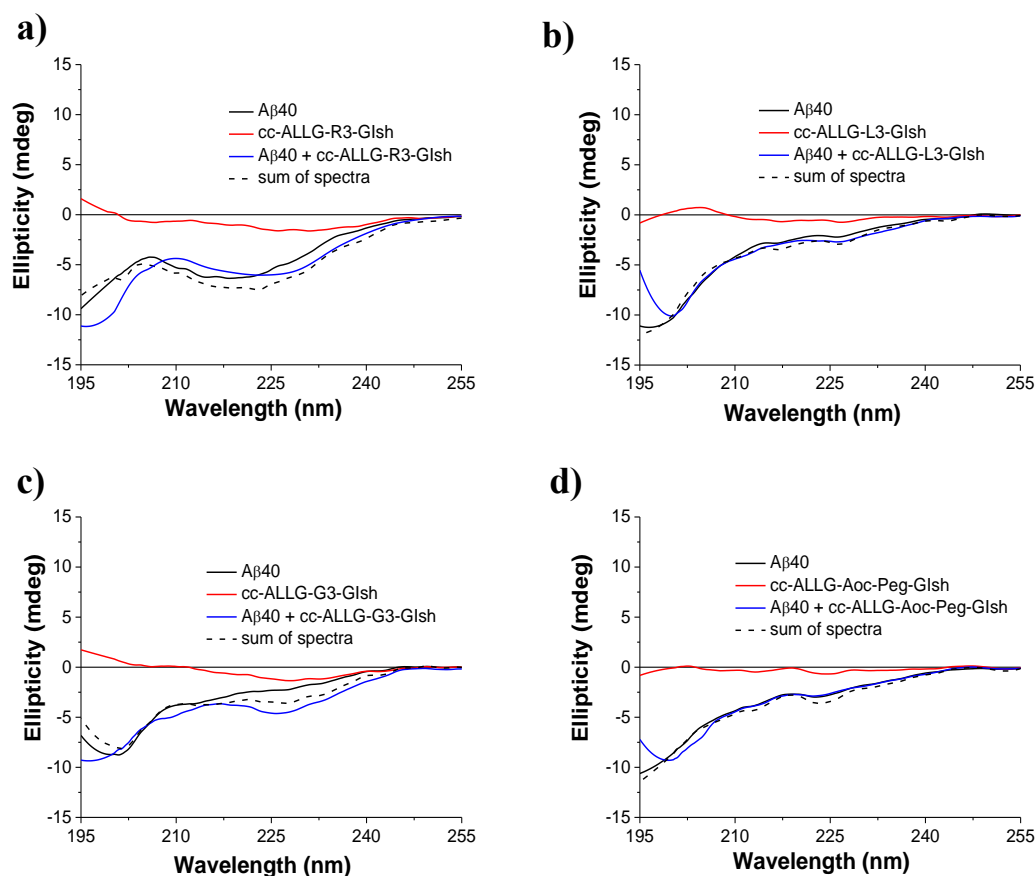 a)
15
10
5
0
-5
-10
-15
Ellipticity (mdeg)
Aβ40
cc-ALLG-R3-GIsh
Aβ40 + cc-ALLG-R3-GIsh
sum of spectra
195 210 225 240 255
Wavelength (nm)
b)
15
10
5
0
-5
-10
-15
Ellipticity (mdeg)
Aβ40
cc-ALLG-L3-GIsh
Aβ40 + cc-ALLG-L3-GIsh
sum of spectra
195 210 225 240 255
Wavelength (nm)
c)
15
10
5
0
-5
-10
-15
Ellipticity (mdeg)
Aβ40
cc-ALLG-G3-GIsh
Aβ40 + cc-ALLG-G3-GIsh
sum of spectra
195 210 225 240 255
Wavelength (nm)
d)
15
10
5
0
-5
-10
-15
Ellipticity (mdeg)
Aβ40
cc-ALLG-Aoc-Peg-GIsh
Aβ40 + cc-ALLG-Aoc-Peg-GIsh
sum of spectra
195 210 225 240 255
Wavelength (nm)